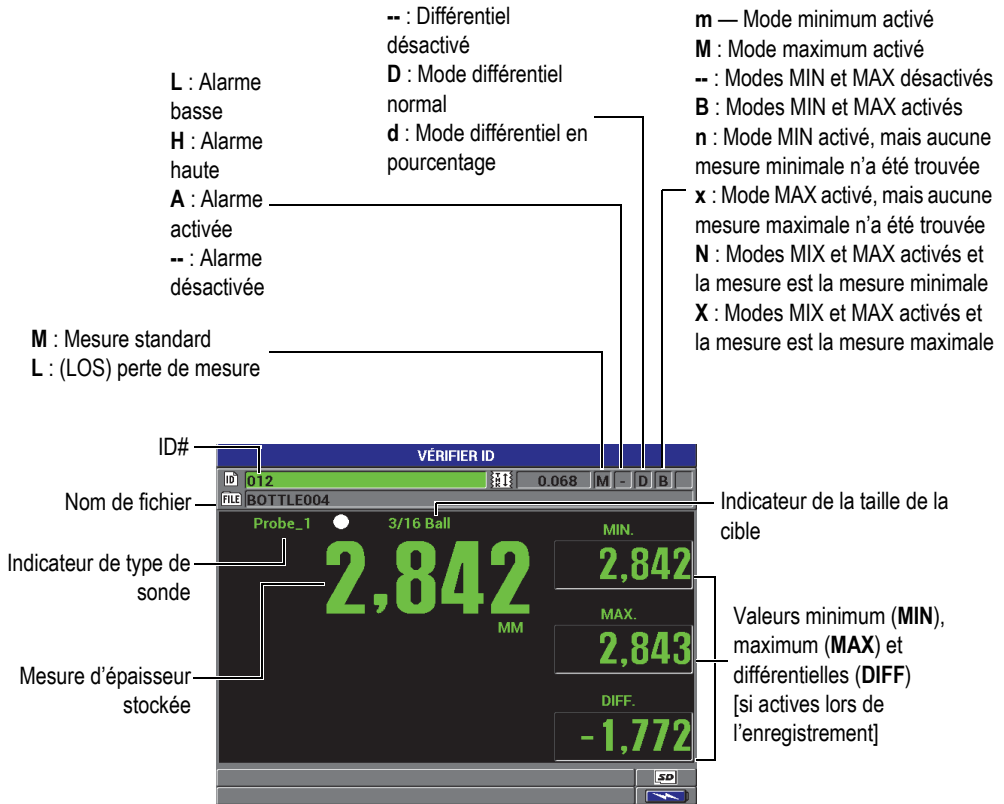 -- : Différentiel
désactivé
D : Mode différentiel
normal
d : Mode différentiel en
pourcentage
m — Mode minimum activé
M : Mode maximum activé
-- : Modes MIN et MAX désactivés
B : Modes MIN et MAX activés
n : Mode MIN activé, mais aucune
mesure minimale n'a été trouvée
x : Mode MAX activé, mais aucune
mesure maximale n'a été trouvée
N : Modes MIX et MAX activés et
la mesure est la mesure minimale
X : Modes MIX et MAX activés et
la mesure est la mesure maximale
L : Alarme
basse
H : Alarme
haute
A : Alarme
activée
-- : Alarme
désactivée
M : Mesure standard
L : (LOS) perte de mesure
ID#
Nom de fichier
Indicateur de type de
sonde
Mesure d'épaisseur
stockée
VÉRIFIER ID
ID 012 0.068 M - D B
FILE BOTTLE004
Probe_1 3/16 Ball
2,842
MM
MIN.
2,842
MAX.
2,843
DIFF.
-1,772
SD
Indicateur de la taille de la
cible
Valeurs minimum (MIN),
maximum (MAX) et
différentielles (DIFF)
[si actives lors de
l'enregistrement]